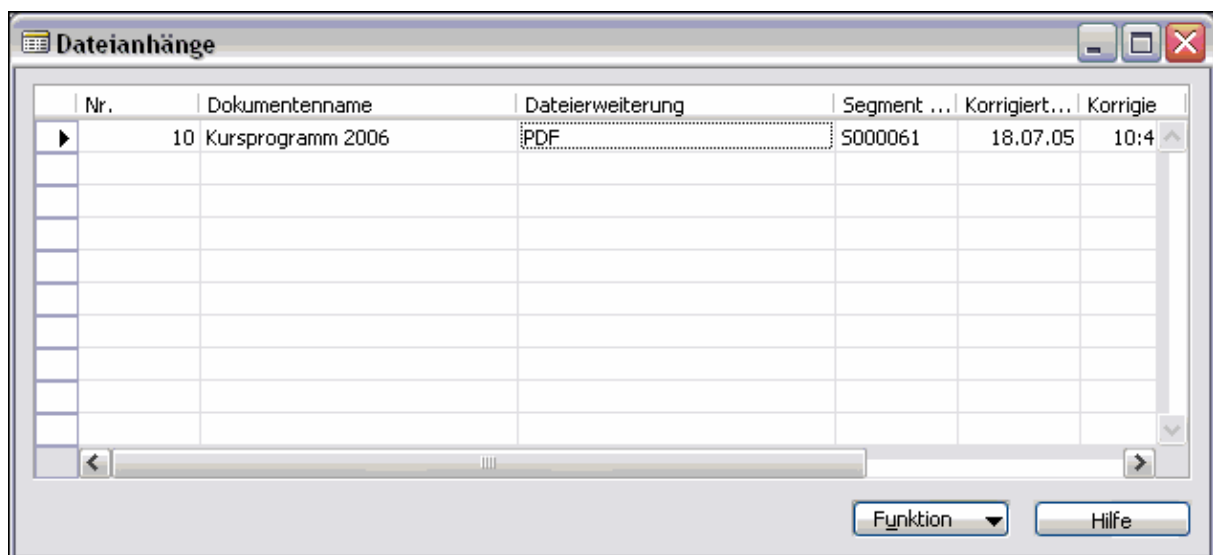 Dateianhänge
Nr. Dokumentenname Dateierweiterung Segment ... Korrigiert... Korrigie
10 Kursprogramm 2006 PDF S000061 18.07.05 10:4
Funktion Hilfe